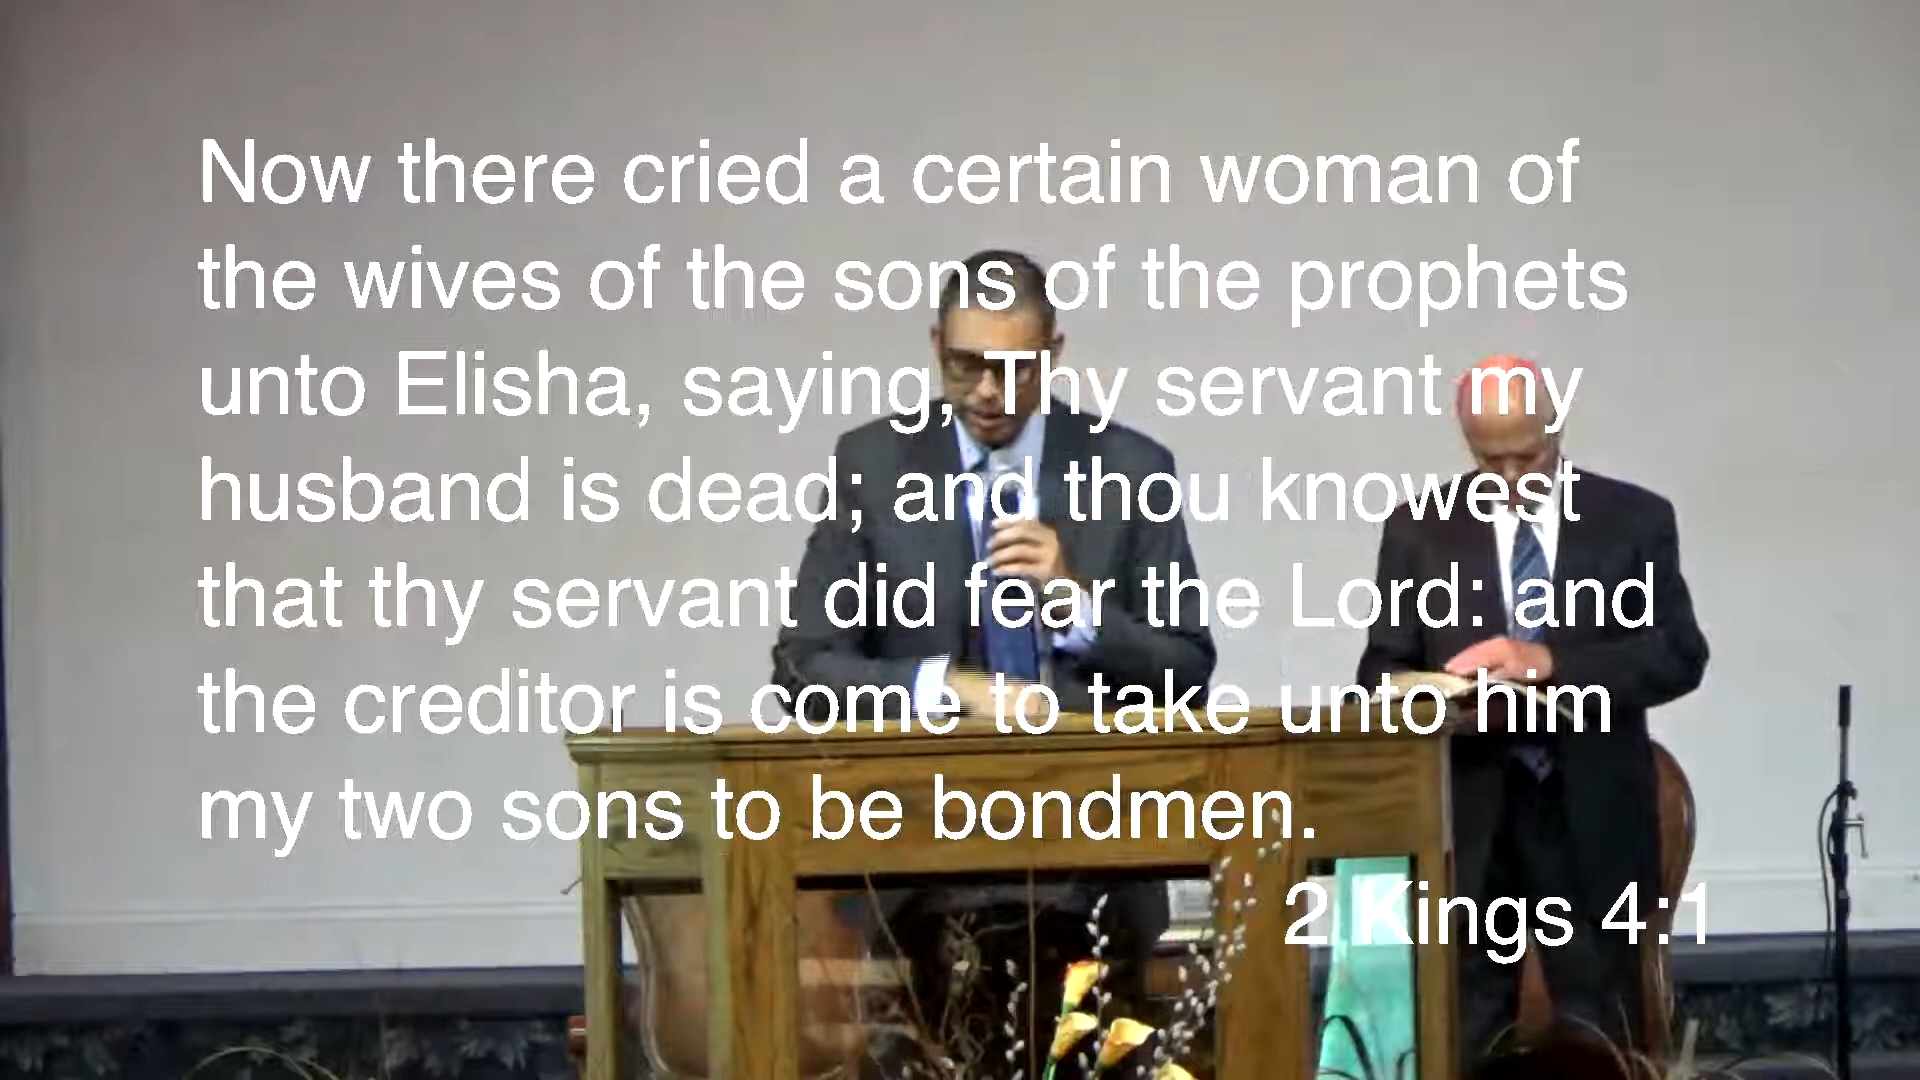 Now there cried a certain woman of
the wives of the sons of the prophets
unto Elisha, saying, Thy servant my
husband is dead; and thou knowest
that thy servant did fear the Lord: and
the creditor is come to take unto him
my two sons to be bondmen.
2 Kings 4:1